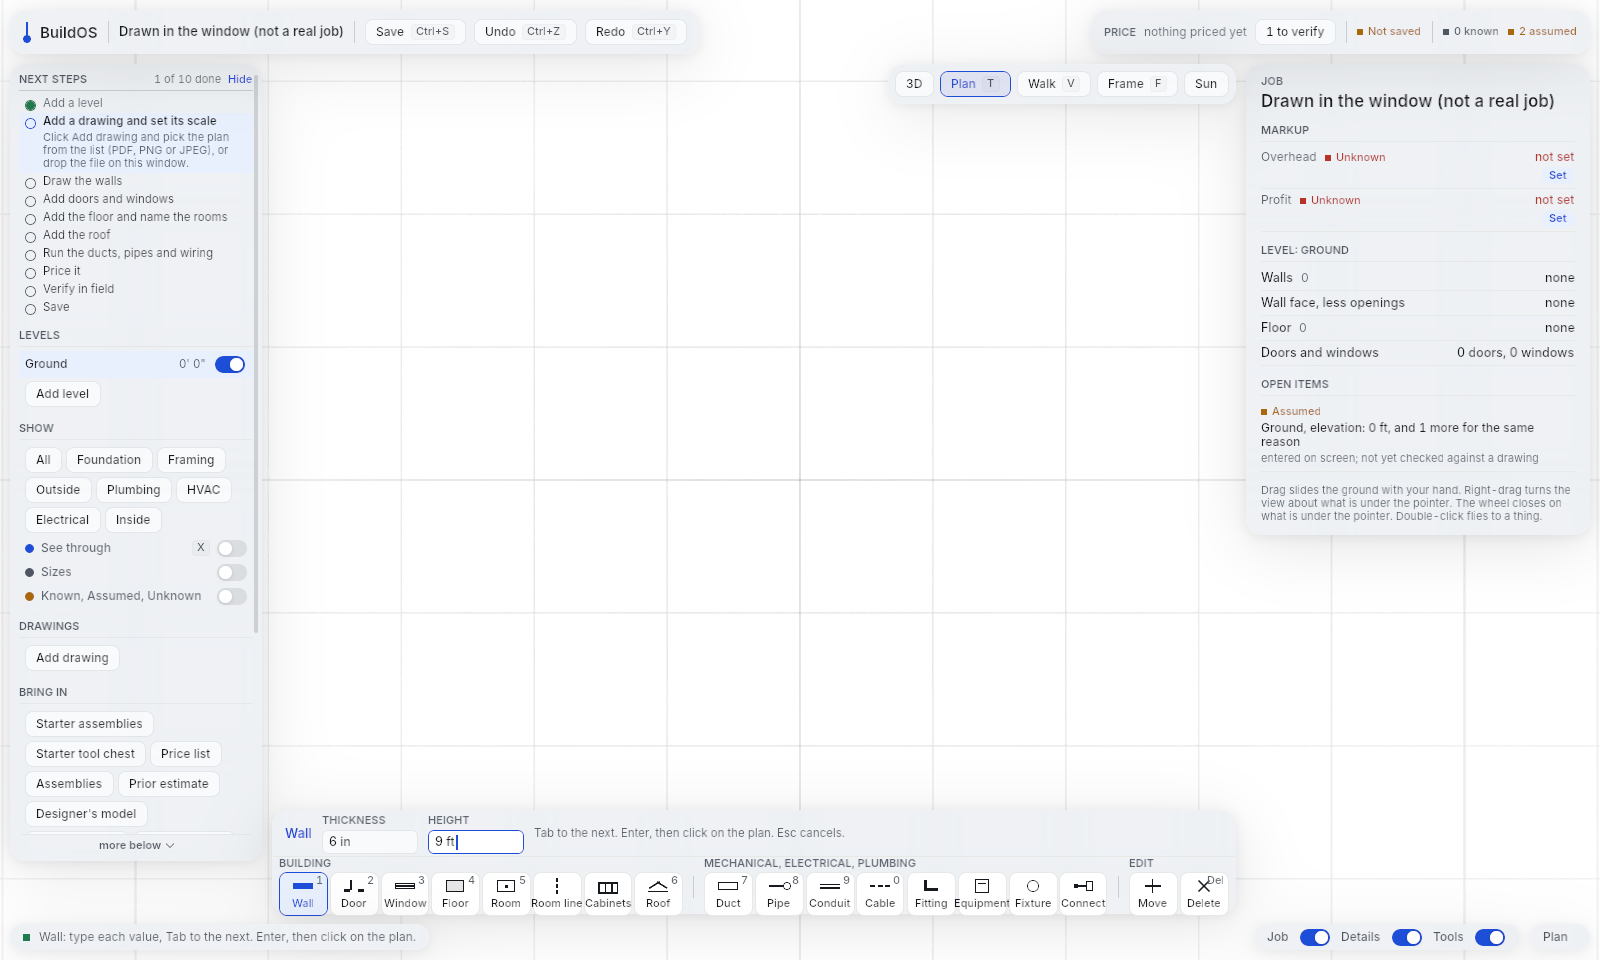 BuildOS
Drawn in the window (not a real job)
Save Ctrl+S
Undo Ctrl+Z
Redo Ctrl+Y
PRICE nothing priced yet
1 to verify
Not saved
0 known
2 assumed
NEXT STEPS 1 of 10 done Hide
Add a level
Add a drawing and set its scale
Click Add drawing and pick the plan
from the list (PDF, PNG or JPEG), or
drop the file on this window.
Draw the walls
Add doors and windows
Add the floor and name the rooms
Add the roof
Run the ducts, pipes and wiring
Price it
Verify in field
Save
LEVELS
Ground 0' 0"
Add level
SHOW
All Foundation Framing
Outside Plumbing HVAC
Electrical Inside
See through X
Sizes
Known, Assumed, Unknown
DRAWINGS
Add drawing
BRING IN
Starter assemblies
Starter tool chest Price list
Assemblies Prior estimate
Designer's model
more below
3D
Plan T
Walk V
Frame F
Sun
JOB
Drawn in the window (not a real job)
MARKUP
Overhead Unknown not set
Set
Profit Unknown not set
Set
LEVEL: GROUND
Walls 0 none
Wall face, less openings none
Floor 0 none
Doors and windows 0 doors, 0 windows
OPEN ITEMS
Assumed
Ground, elevation: 0 ft, and 1 more for the same
reason
entered on screen; not yet checked against a drawing
Drag slides the ground with your hand. Right-drag turns the
view about what is under the pointer. The wheel closes on
what is under the pointer. Double-click flies to a thing.
THICKNESS HEIGHT
Wall 6 in 9 ft Tab to the next. Enter, then click on the plan. Esc cancels.
BUILDING MECHANICAL, ELECTRICAL, PLUMBING EDIT
1 2 3 4 5 6 7 8 9 0 Del
Wall Door Window Floor Room Room line Cabinets Roof Duct Pipe Conduit Cable Fitting Equipment Fixture Connect Move Delete
Wall: type each value, Tab to the next. Enter, then click on the plan.
Job Details Tools Plan